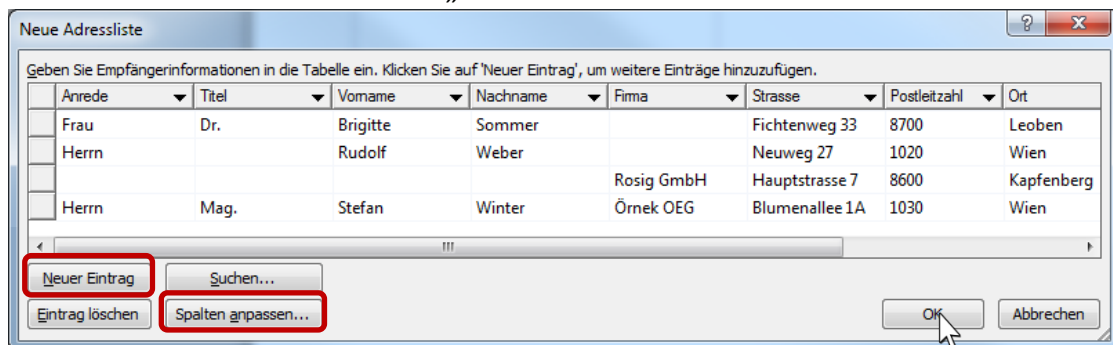 „
Neue Adressliste
Geben Sie Empfängerinformationen in die Tabelle ein. Klicken Sie auf 'Neuer Eintrag', um weitere Einträge hinzuzufügen.
Anrede Titel Vorname Nachname Firma Strasse Postleitzahl Ort
Frau Dr. Brigitte Sommer Fichtenweg 33 8700 Leoben
Herrn Rudolf Weber Neuweg 27 1020 Wien
Rosig GmbH Hauptstrasse 7 8600 Kapfenberg
Herrn Mag. Stefan Winter Örnek OEG Blumenallee 1A 1030 Wien
Neuer Eintrag Suchen...
Eintrag löschen Spalten anpassen... OK Abbrechen